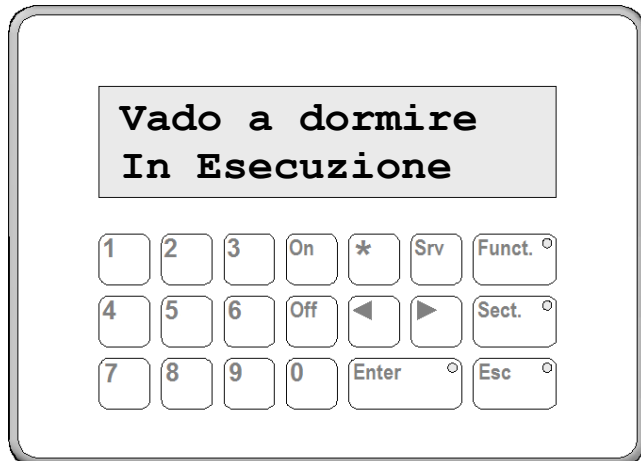 Vado a dormire
In Esecuzione
1 2 3 On * Srv Funct.
4 5 6 Off ◀ ▶ Sect.
7 8 9 0 Enter Esc